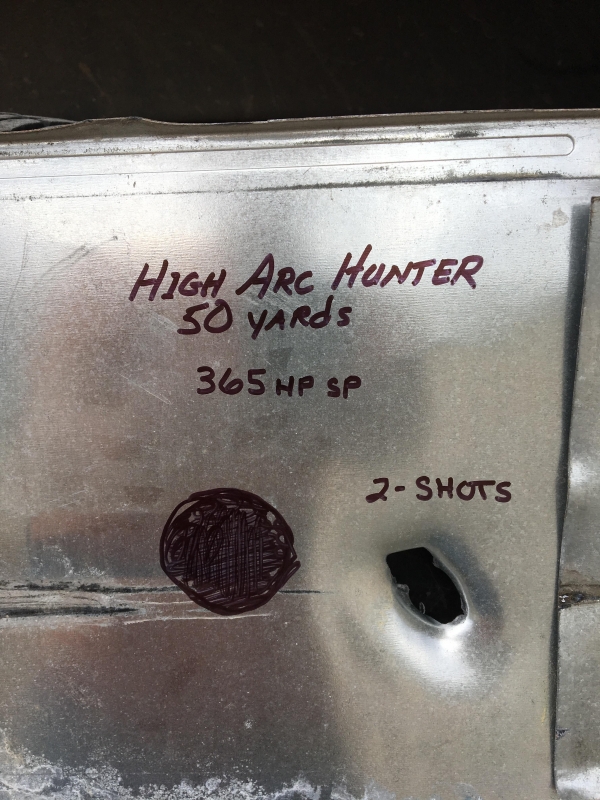 HIGH ARC HUNTER
50 YARdS
365 HP SP
2-SHOTS